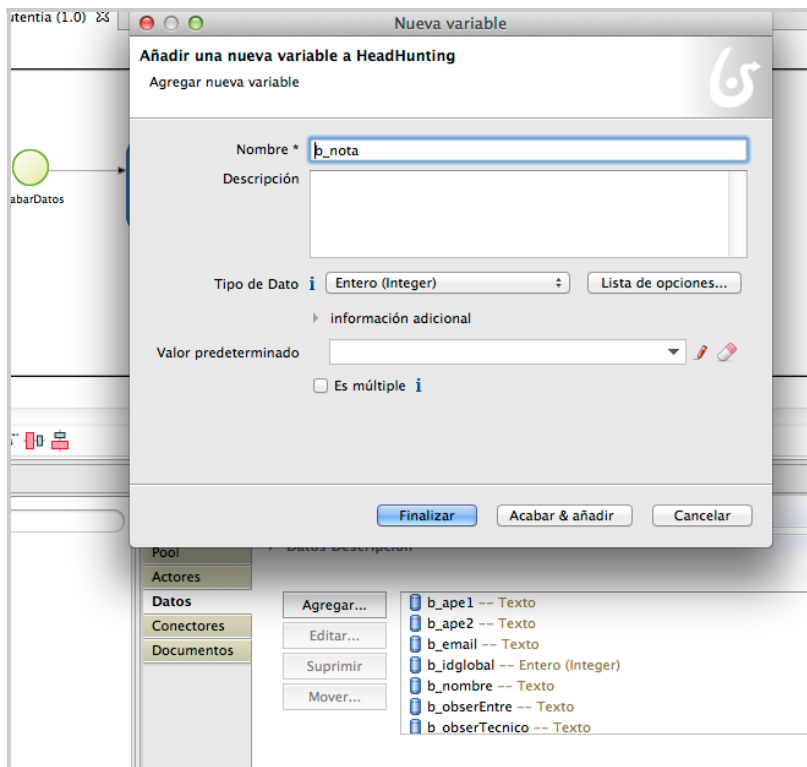 utentia (1.0)
Nueva variable
Añadir una nueva variable a HeadHunting
Agregar nueva variable
Nombre *
b_nota
Descripción
abarDatos
Tipo de Dato
Entero (Integer)
Lista de opciones...
información adicional
Valor predeterminado
Es múltiple
Finalizar
Acabar & añadir
Cancelar
Pool
Datos Descripción
Actores
Datos
Conectores
Documentos
Agregar...
Editar...
Suprimir
Mover...
b_ape1 -- Texto
b_ape2 -- Texto
b_email -- Texto
b_idglobal -- Entero (Integer)
b_nombre -- Texto
b_obserEntre -- Texto
b_obserTecnico -- Texto